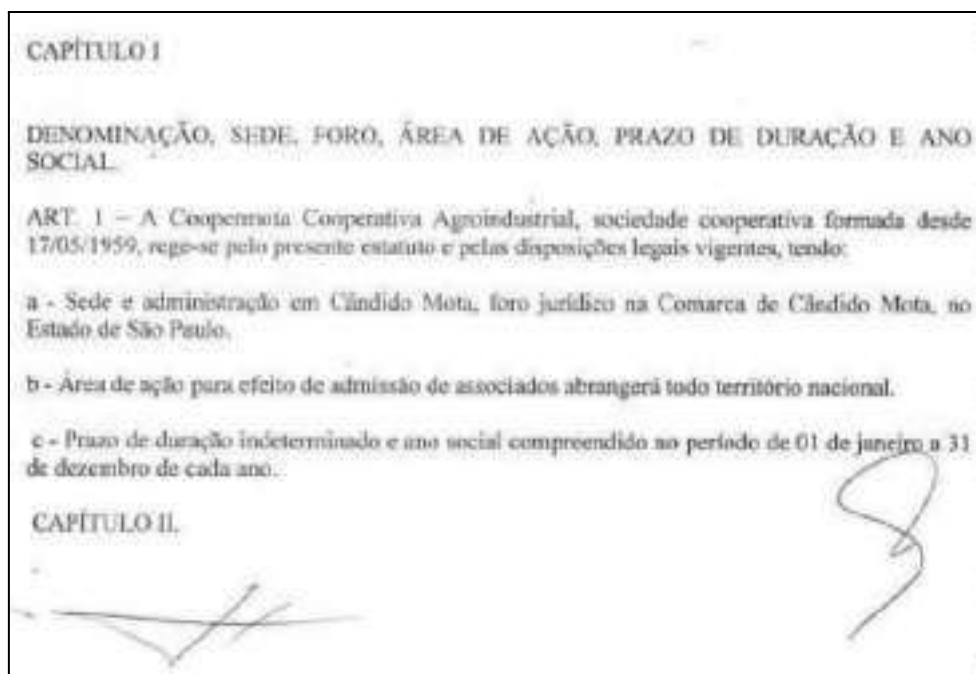 CAPÍTULO I
DENOMINAÇÃO, SEDE, FORO, ÁREA DE AÇÃO, PRAZO DE DURAÇÃO E ANO
SOCIAL.
ART. 1 – A Coopermota Cooperativa Agroindustrial, sociedade cooperativa formada desde
17/05/1959, rege-se pelo presente estatuto e pelas disposições legais vigentes, tendo:
a - Sede e administração em Cândido Mota, foro jurídico na Comarca de Cândido Mota, no
Estado de São Paulo.
b - Área de ação para efeito de admissão de associados abrangerá todo território nacional.
c - Prazo de duração indeterminado e ano social compreendido no período de 01 de janeiro a 31
de dezembro de cada ano.
CAPÍTULO II.